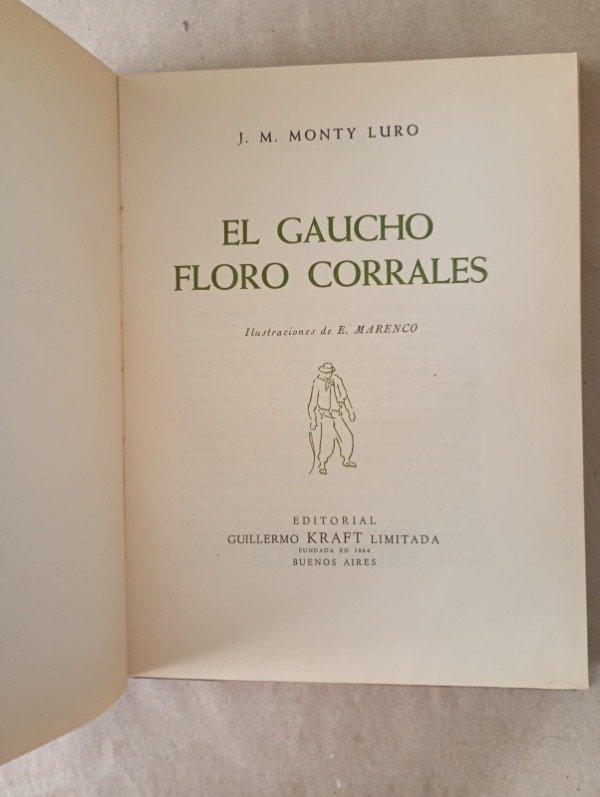 J. M. MONTY LURO
EL GAUCHO
FLORO CORRALES
Ilustraciones de E. MARENCO
EDITORIAL
GUILLERMO KRAFT LIMITADA
FUNDADA EN 1864
BUENOS AIRES